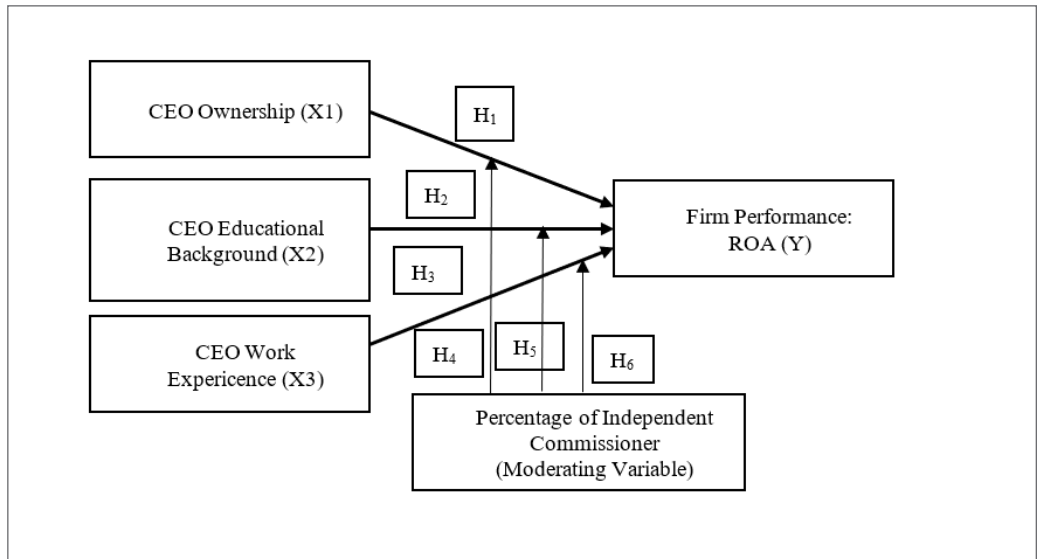 CEO Ownership (X1)
H₁
H₂
CEO Educational
Background (X2)
Firm Performance:
ROA (Y)
H₃
CEO Work
Expericence (X3)
H₄
H₅
H₆
Percentage of Independent
Commissioner
(Moderating Variable)